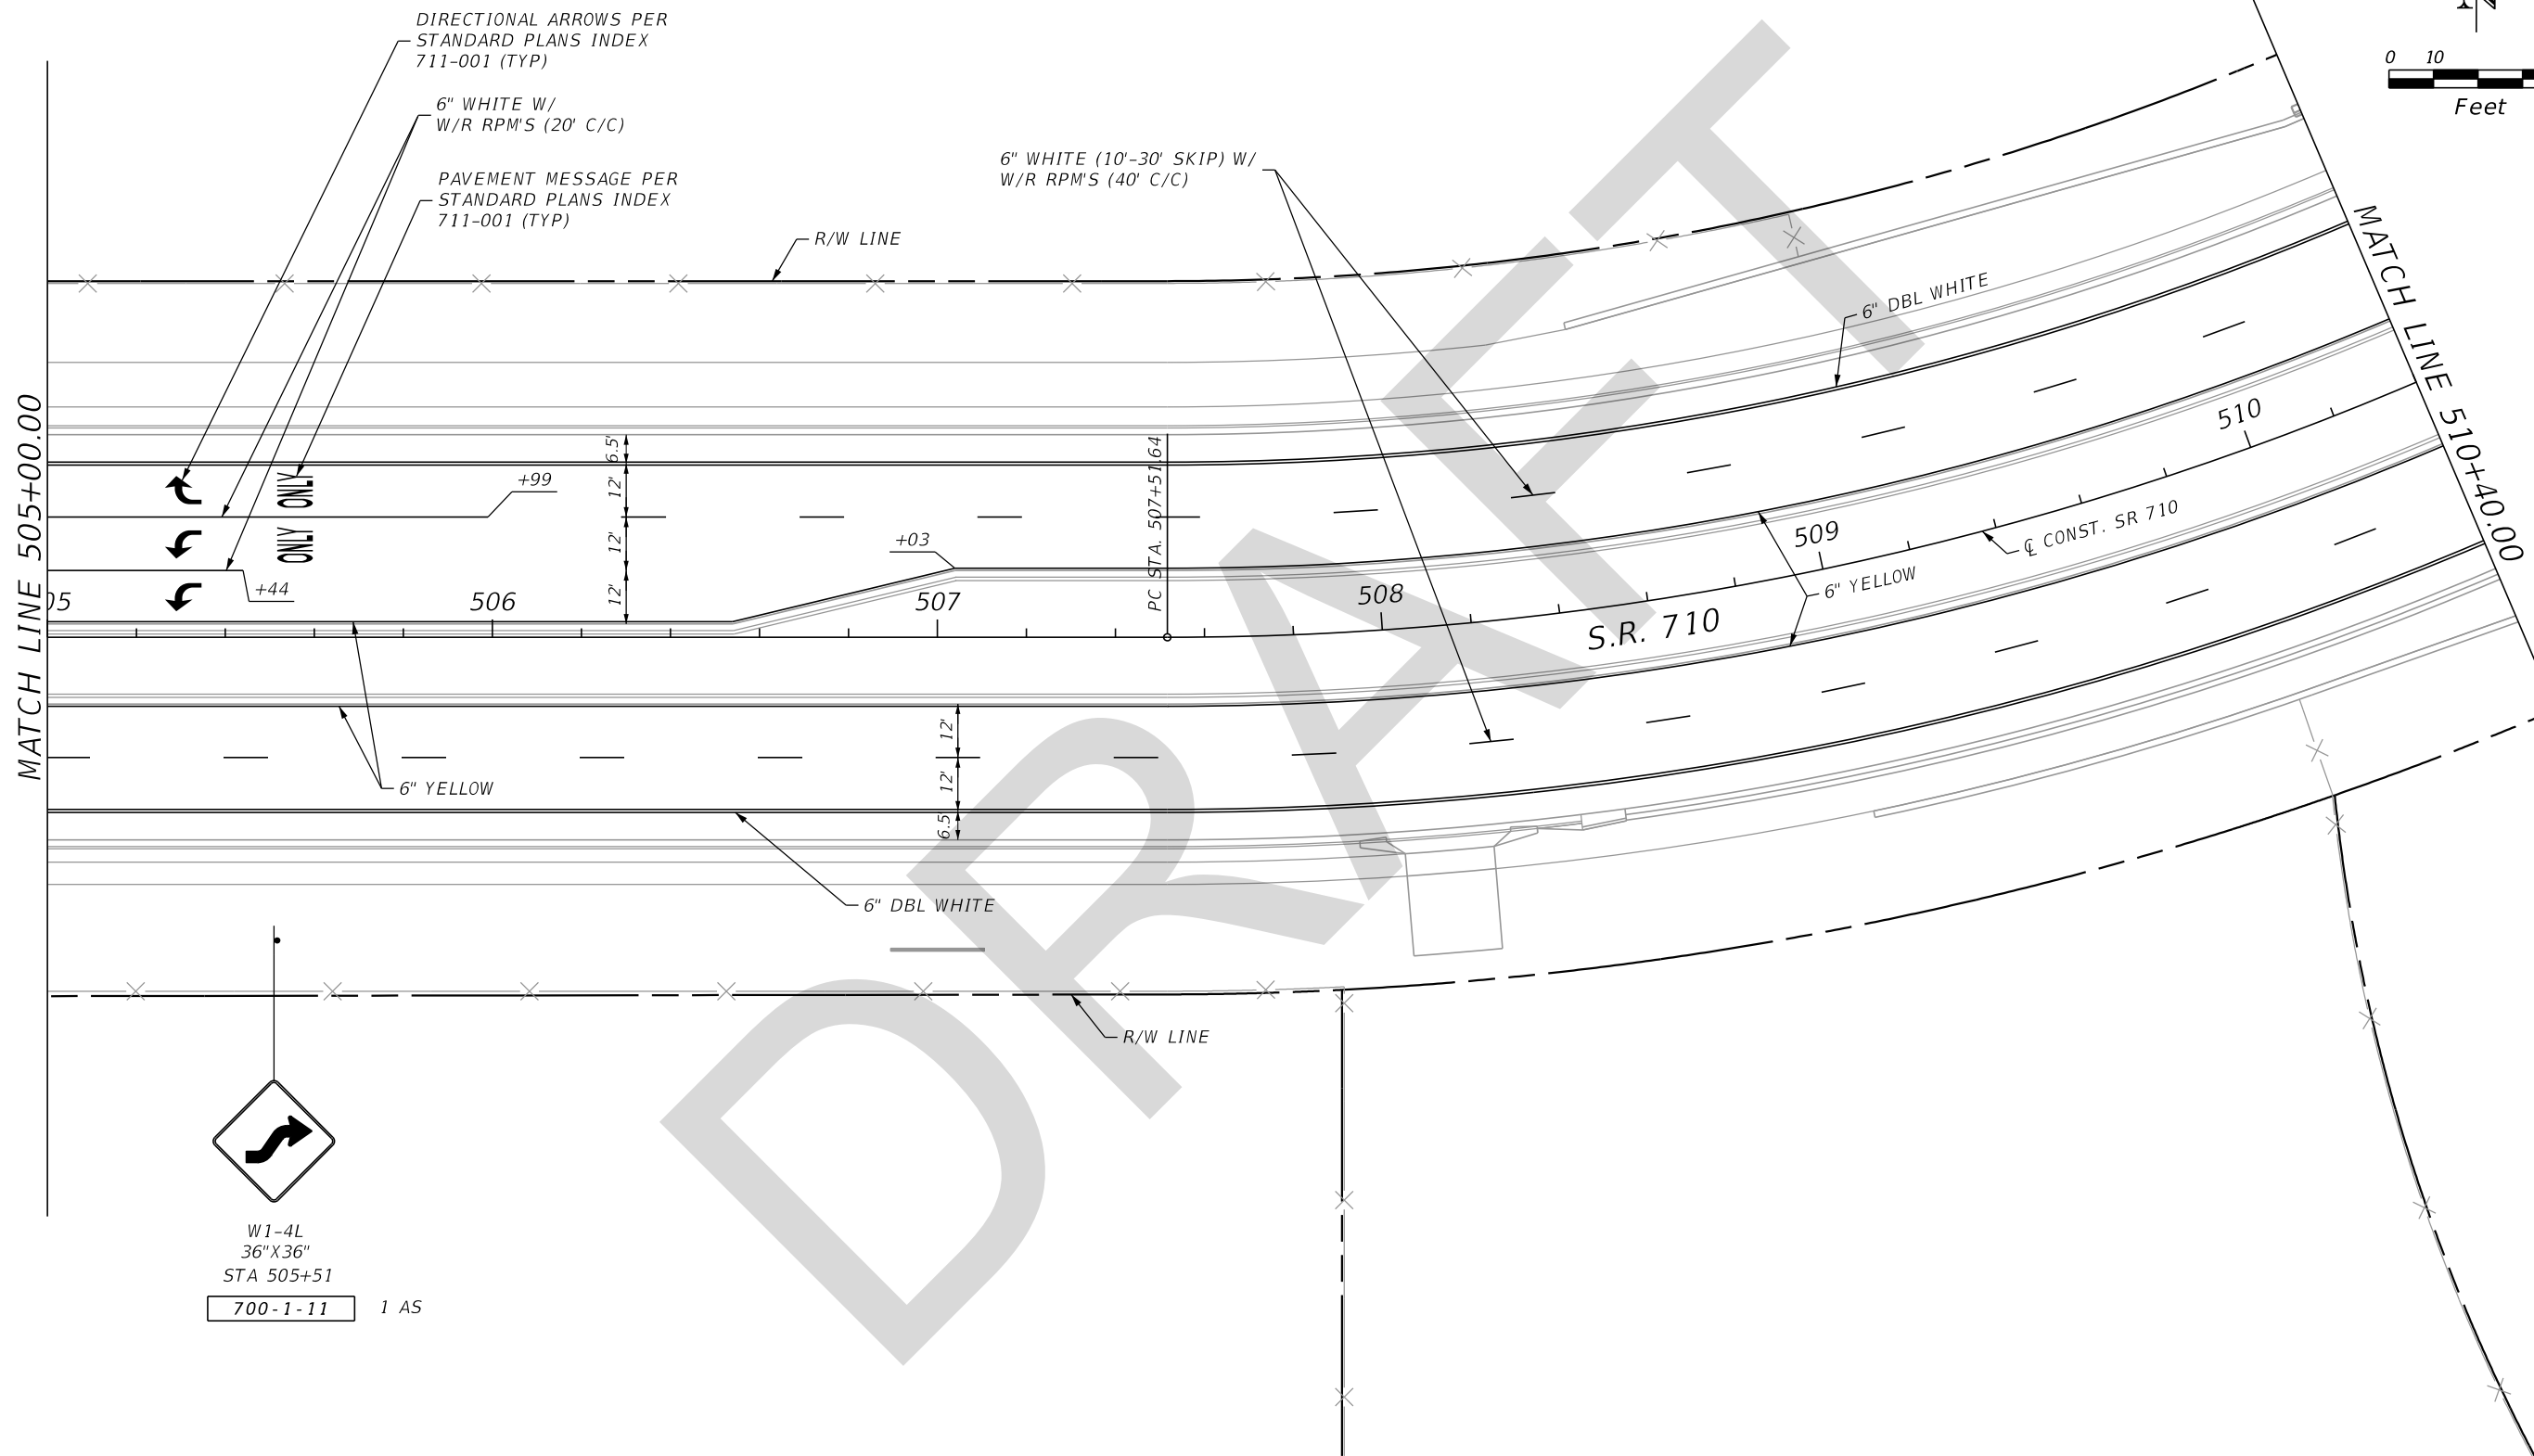 DIRECTIONAL ARROWS PER
STANDARD PLANS INDEX
711-001 (TYP)
6" WHITE W/
W/R RPM'S (20' C/C)
PAVEMENT MESSAGE PER
STANDARD PLANS INDEX
711-001 (TYP)
R/W LINE
6" WHITE (10'-30' SKIP) W/
W/R RPM'S (40' C/C)
0 10
Feet
MATCH LINE 505+00.00
MATCH LINE 510+40.00
6" DBL WHITE
ONLY
ONLY
+99
+44
+03
6.5'
12'
12'
12'
PC STA. 507+51.64
05
506
507
508
509
510
S.R. 710
℄ CONST. SR 710
6" YELLOW
6" YELLOW
12'
12'
6.5'
6" DBL WHITE
R/W LINE
DRAFT
W1-4L
36"X36"
STA 505+51
700-1-11 1 AS